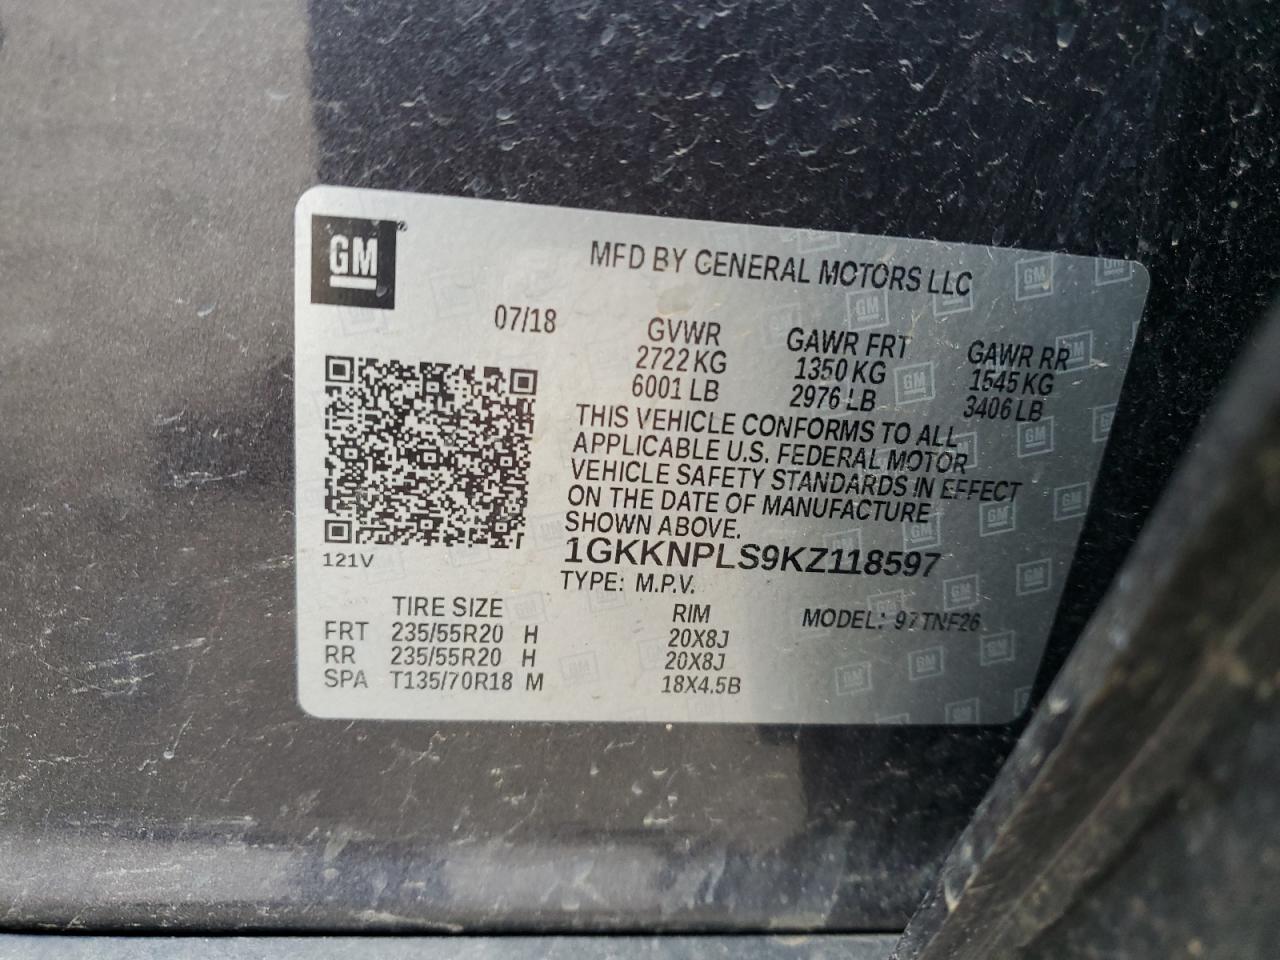 GM
MFD BY GENERAL MOTORS LLC
07/18
GVWR GAWR FRT GAWR RR
2722 KG 1350 KG 1545 KG
6001 LB 2976 LB 3406 LB
THIS VEHICLE CONFORMS TO ALL
APPLICABLE U.S. FEDERAL MOTOR
VEHICLE SAFETY STANDARDS IN EFFECT
ON THE DATE OF MANUFACTURE
SHOWN ABOVE.
1GKKNPLS9KZ118597
121V
TYPE: M.P.V.
TIRE SIZE RIM MODEL: 97TNF26
FRT 235/55R20 H 20X8J
RR 235/55R20 H 20X8J
SPA T135/70R18 M 18X4.5B